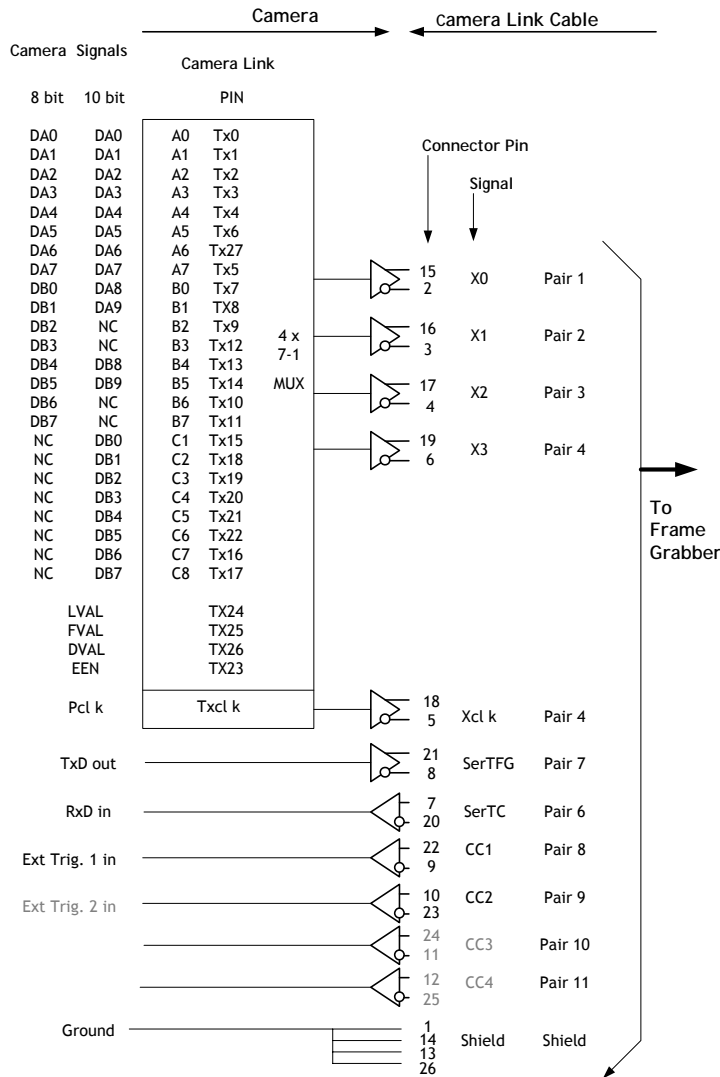 Camera
Camera Link Cable
Camera Signals
Camera Link
8 bit 10 bit PIN
Connector Pin
Signal
DA0 DA0 A0 Tx0
DA1 DA1 A1 Tx1
DA2 DA2 A2 Tx2
DA3 DA3 A3 Tx3
DA4 DA4 A4 Tx4
DA5 DA5 A5 Tx6
DA6 DA6 A6 Tx27
DA7 DA7 A7 Tx5
DB0 DA8 B0 Tx7
DB1 DA9 B1 TX8
DB2 NC B2 Tx9
DB3 NC B3 Tx12
DB4 DB8 B4 Tx13
DB5 DB9 B5 Tx14
DB6 NC B6 Tx10
DB7 NC B7 Tx11
NC DB0 C1 Tx15
NC DB1 C2 Tx18
NC DB2 C3 Tx19
NC DB3 C4 Tx20
NC DB4 C5 Tx21
NC DB5 C6 Tx22
NC DB6 C7 Tx16
NC DB7 C8 Tx17
4 x
7-1
MUX
15
2 X0 Pair 1
16
3 X1 Pair 2
17
4 X2 Pair 3
19
6 X3 Pair 4
To
Frame
Grabber
LVAL TX24
FVAL TX25
DVAL TX26
EEN TX23
Pcl k Txcl k
18
5 Xcl k Pair 4
TxD out
21
8 SerTFG Pair 7
RxD in
7
20 SerTC Pair 6
Ext Trig. 1 in
22
9 CC1 Pair 8
Ext Trig. 2 in
10
23 CC2 Pair 9
24
11 CC3 Pair 10
12
25 CC4 Pair 11
Ground
1
14 Shield Shield
13
26